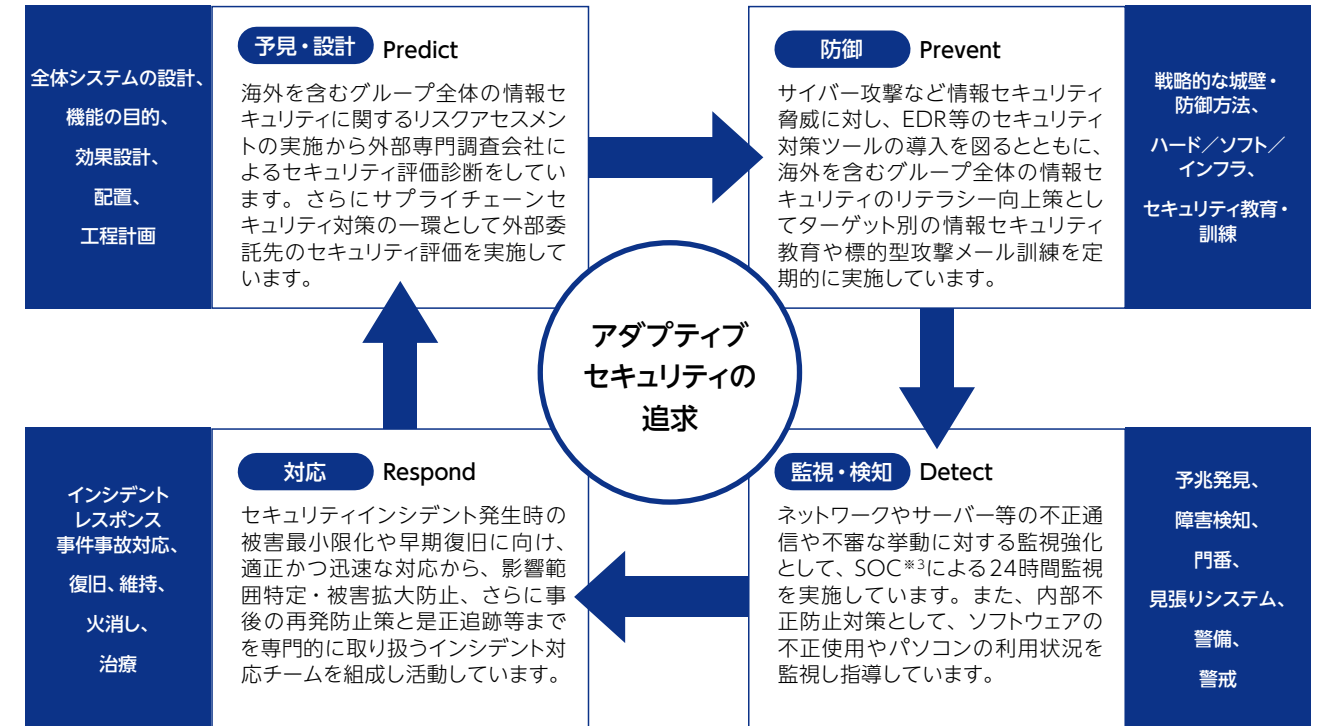 全体システムの設計、
機能の目的、
効果設計、
配置、
工程計画
予見・設計 Predict
海外を含むグループ全体の情報セ
キュリティに関するリスクアセスメン
トの実施から外部専門調査会社に
よるセキュリティ評価診断をしてい
ます。さらにサプライチェーンセ
キュリティ対策の一環として外部委
託先のセキュリティ評価を実施して
います。
防御 Prevent
サイバー攻撃など情報セキュリティ
脅威に対し、EDR等のセキュリティ
対策ツールの導入を図るとともに、
海外を含むグループ全体の情報セ
キュリティのリテラシー向上策とし
てターゲット別の情報セキュリティ
教育や標的型攻撃メール訓練を定
期的に実施しています。
戦略的な城壁・
防御方法、
ハード／ソフト／
インフラ、
セキュリティ教育・
訓練
アダプティブ
セキュリティの
追求
インシデント
レスポンス
事件事故対応、
復旧、維持、
火消し、
治療
対応 Respond
セキュリティインシデント発生時の
被害最小限化や早期復旧に向け、
適正かつ迅速な対応から、影響範
囲特定・被害拡大防止、さらに事
後の再発防止策と是正追跡等まで
を専門的に取り扱うインシデント対
応チームを組成し活動しています。
監視・検知 Detect
ネットワークやサーバー等の不正通
信や不審な挙動に対する監視強化
として、SOC※3による24時間監視
を実施しています。また、内部不
正防止対策として、ソフトウェアの
不正使用やパソコンの利用状況を
監視し指導しています。
予兆発見、
障害検知、
門番、
見張りシステム、
警備、
警戒